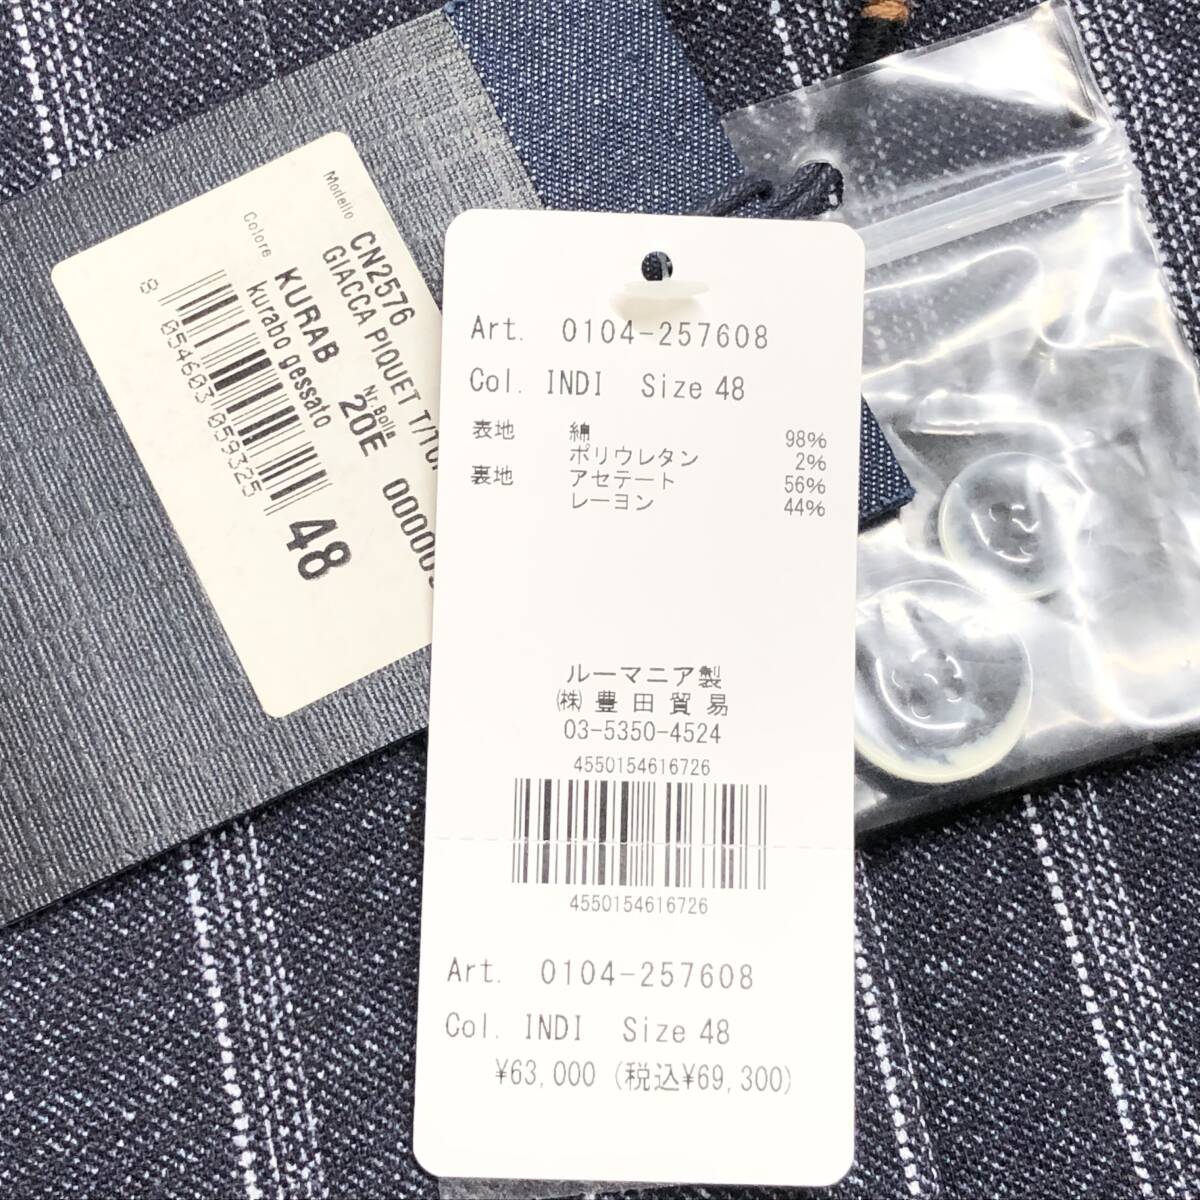 Modello CN2576
GIACCA PIQUET
Colore KURAB Nr.Bolla 20E
kurabo gessato
8 054603 059325
48
Art. 0104-257608
Col. INDI Size 48
表地 綿 98%
ポリウレタン 2%
裏地 アセテート 56%
レーヨン 44%
ルーマニア製
㈱豊田貿易
03-5350-4524
4550154616726
4550154616726
Art. 0104-257608
Col. INDI Size 48
¥63,000 (税込¥69,300)